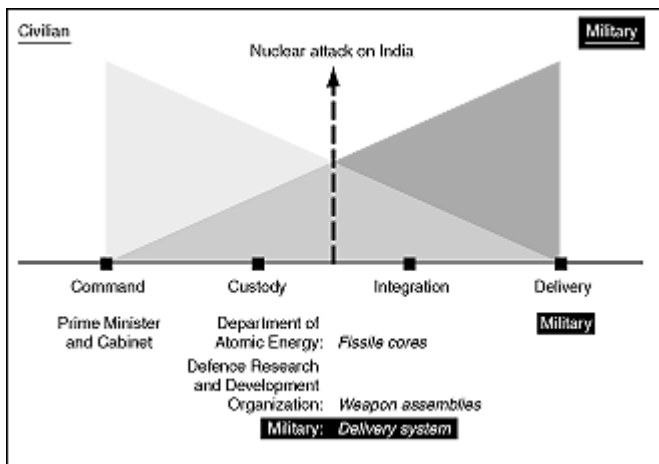 Civilian
Military
Nuclear attack on India
Command
Custody
Integration
Delivery
Prime Minister
and Cabinet
Department of
Atomic Energy: Fissile cores
Defence Research
and Development
Organization: Weapon assemblies
Military: Delivery system
Military